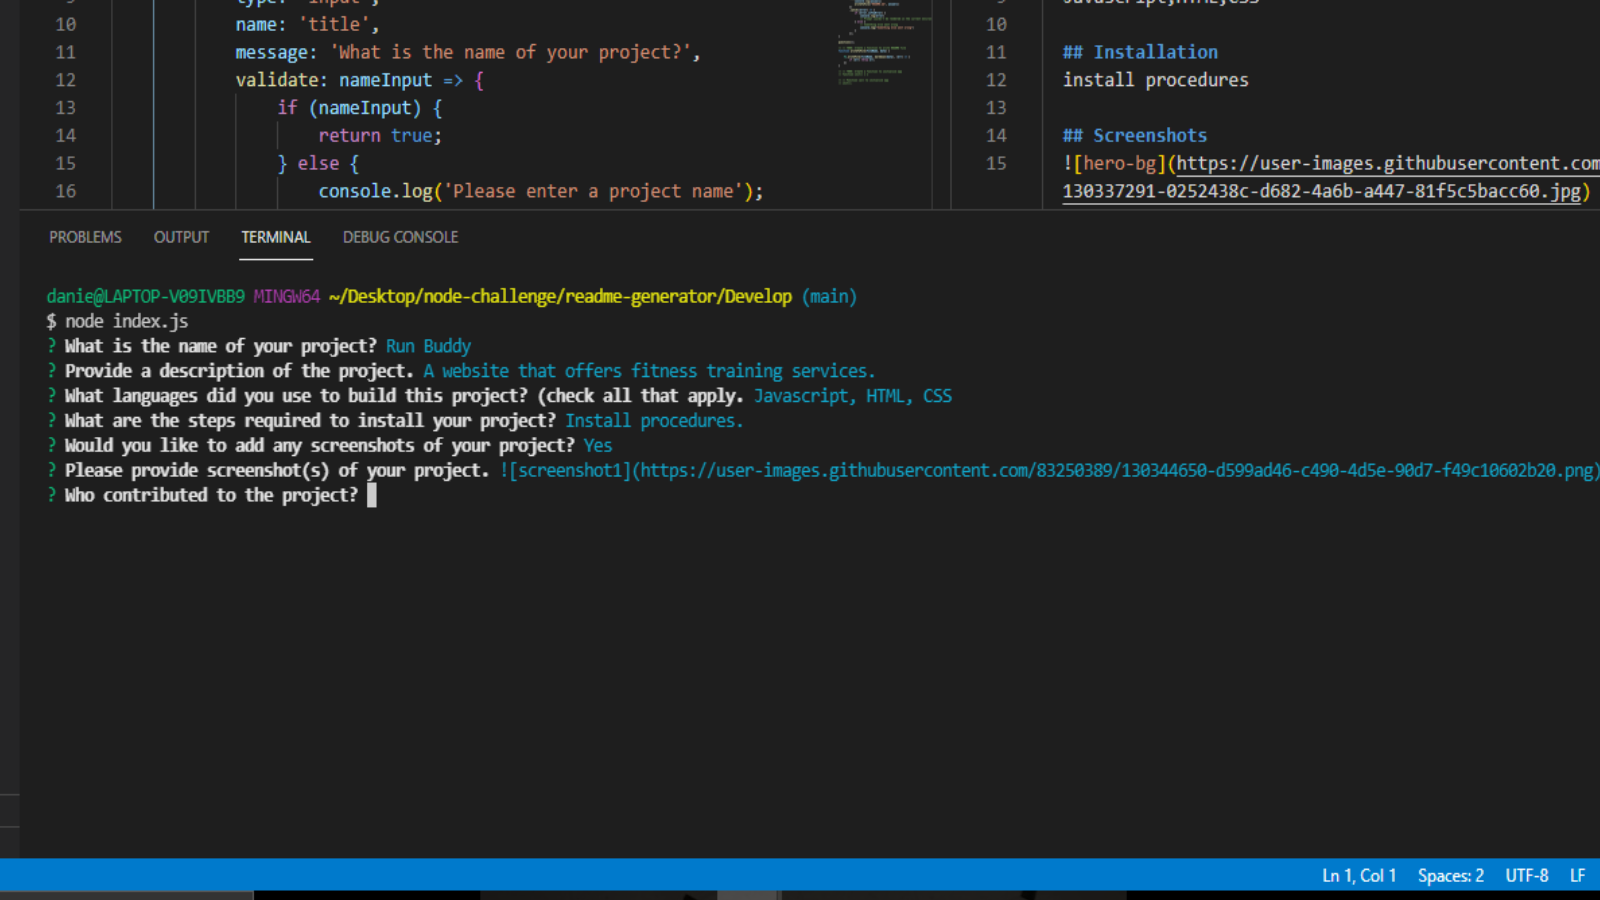 name: 'title',
message: 'What is the name of your project?',
validate: nameInput => {
if (nameInput) {
return true;
} else {
console.log('Please enter a project name');
10
11
12
13
14
15
16
10
11
12
13
14
15
## Installation
install procedures
## Screenshots
![hero-bg](https://user-images.githubusercontent.com
130337291-0252438c-d682-4a6b-a447-81f5c5bacc60.jpg)
PROBLEMS OUTPUT TERMINAL DEBUG CONSOLE
danie@LAPTOP-V09IVBB9 MINGW64 ~/Desktop/node-challenge/readme-generator/Develop (main)
$ node index.js
? What is the name of your project? Run Buddy
? Provide a description of the project. A website that offers fitness training services.
? What languages did you use to build this project? (check all that apply. Javascript, HTML, CSS
? What are the steps required to install your project? Install procedures.
? Would you like to add any screenshots of your project? Yes
? Please provide screenshot(s) of your project. ![screenshot1](https://user-images.githubusercontent.com/83250389/130344650-d599ad46-c490-4d5e-90d7-f49c10602b20.png)
? Who contributed to the project?
Ln 1, Col 1 Spaces: 2 UTF-8 LF